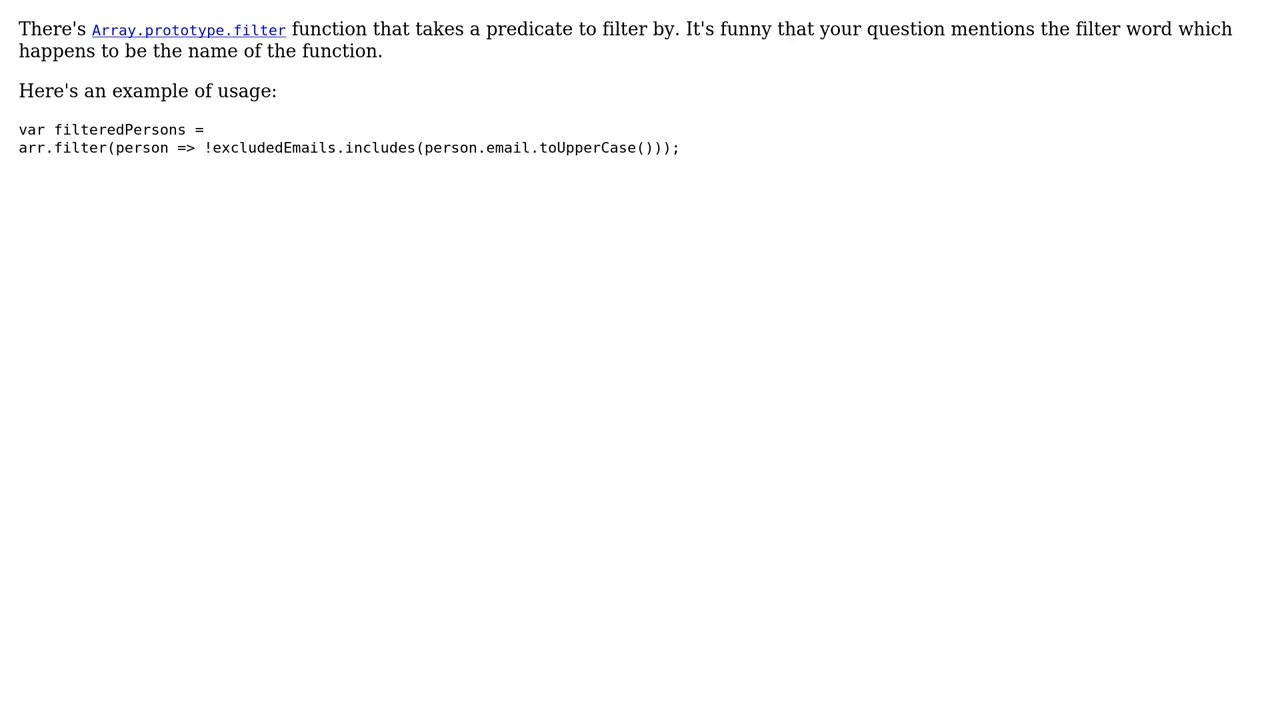 There's Array.prototype.filter function that takes a predicate to filter by. It's funny that your question mentions the filter word which
happens to be the name of the function.
Here's an example of usage:
var filteredPersons =
arr.filter(person => !excludedEmails.includes(person.email.toUpperCase()));